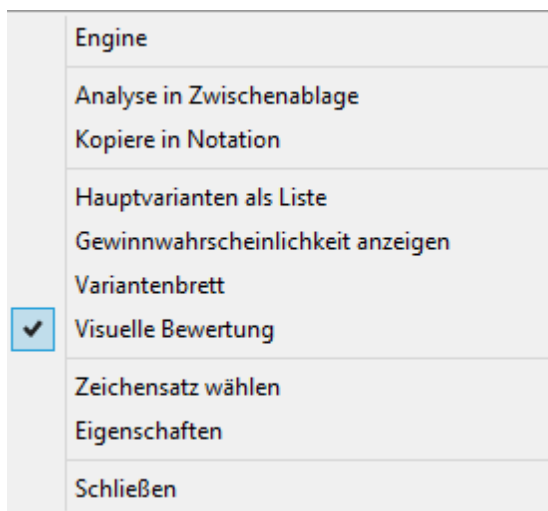 Engine
Analyse in Zwischenablage
Kopiere in Notation
Hauptvarianten als Liste
Gewinnwahrscheinlichkeit anzeigen
Variantenbrett
Visuelle Bewertung
Zeichensatz wählen
Eigenschaften
Schließen